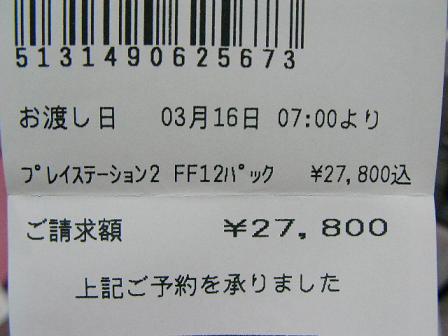 5131490625673
お渡し日 03月16日 07:00より
プレイステーション2 FF12パック ¥27,800込
ご請求額 ¥27,800
上記ご予約を承りました